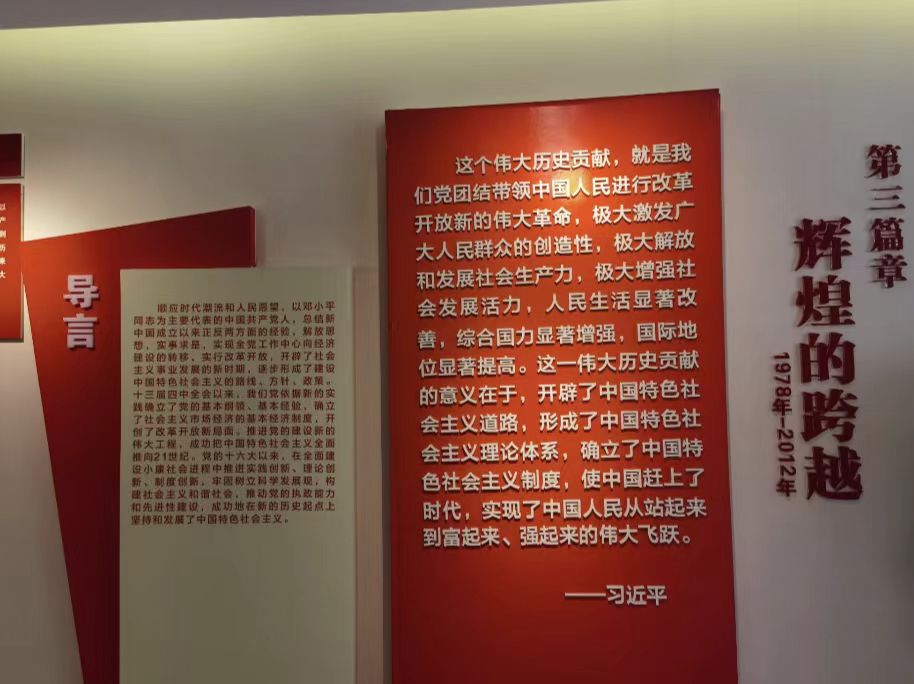 第三篇章
辉煌的跨越
1978年-2012年
这个伟大历史贡献，就是我
们党团结带领中国人民进行改革
开放新的伟大革命，极大激发广
大人民群众的创造性，极大解放
和发展社会生产力，极大增强社
会发展活力，人民生活显著改
善，综合国力显著增强，国际地
位显著提高。这一伟大历史贡献
的意义在于，开辟了中国特色社
会主义道路，形成了中国特色社
会主义理论体系，确立了中国特
色社会主义制度，使中国赶上了
时代，实现了中国人民从站起来
到富起来、强起来的伟大飞跃。
——习近平
导言
顺应时代潮流和人民愿望，以邓小平
同志为主要代表的中国共产党人，总结新
中国成立以来正反两方面的经验，解放思
想，实事求是，实现全党工作中心向经济
建设的转移，实行改革开放，开辟了社会
主义事业发展的新时期，逐步形成了建设
中国特色社会主义的路线、方针、政策。
十三届四中全会以来，我们党依据新的实
践确立了党的基本纲领、基本经验，确立
了社会主义市场经济的基本经济制度，开
创了改革开放新局面。推进党的建设新的
伟大工程，成功把中国特色社会主义全面
推向21世纪。党的十六大以来，在全面建
设小康社会进程中推进实践创新、理论创
新、制度创新，牢固树立科学发展观，构
建社会主义和谐社会，推动党的执政能力
和先进性建设，成功地在新的历史起点上
坚持和发展了中国特色社会主义。
以
产
剥
历
大